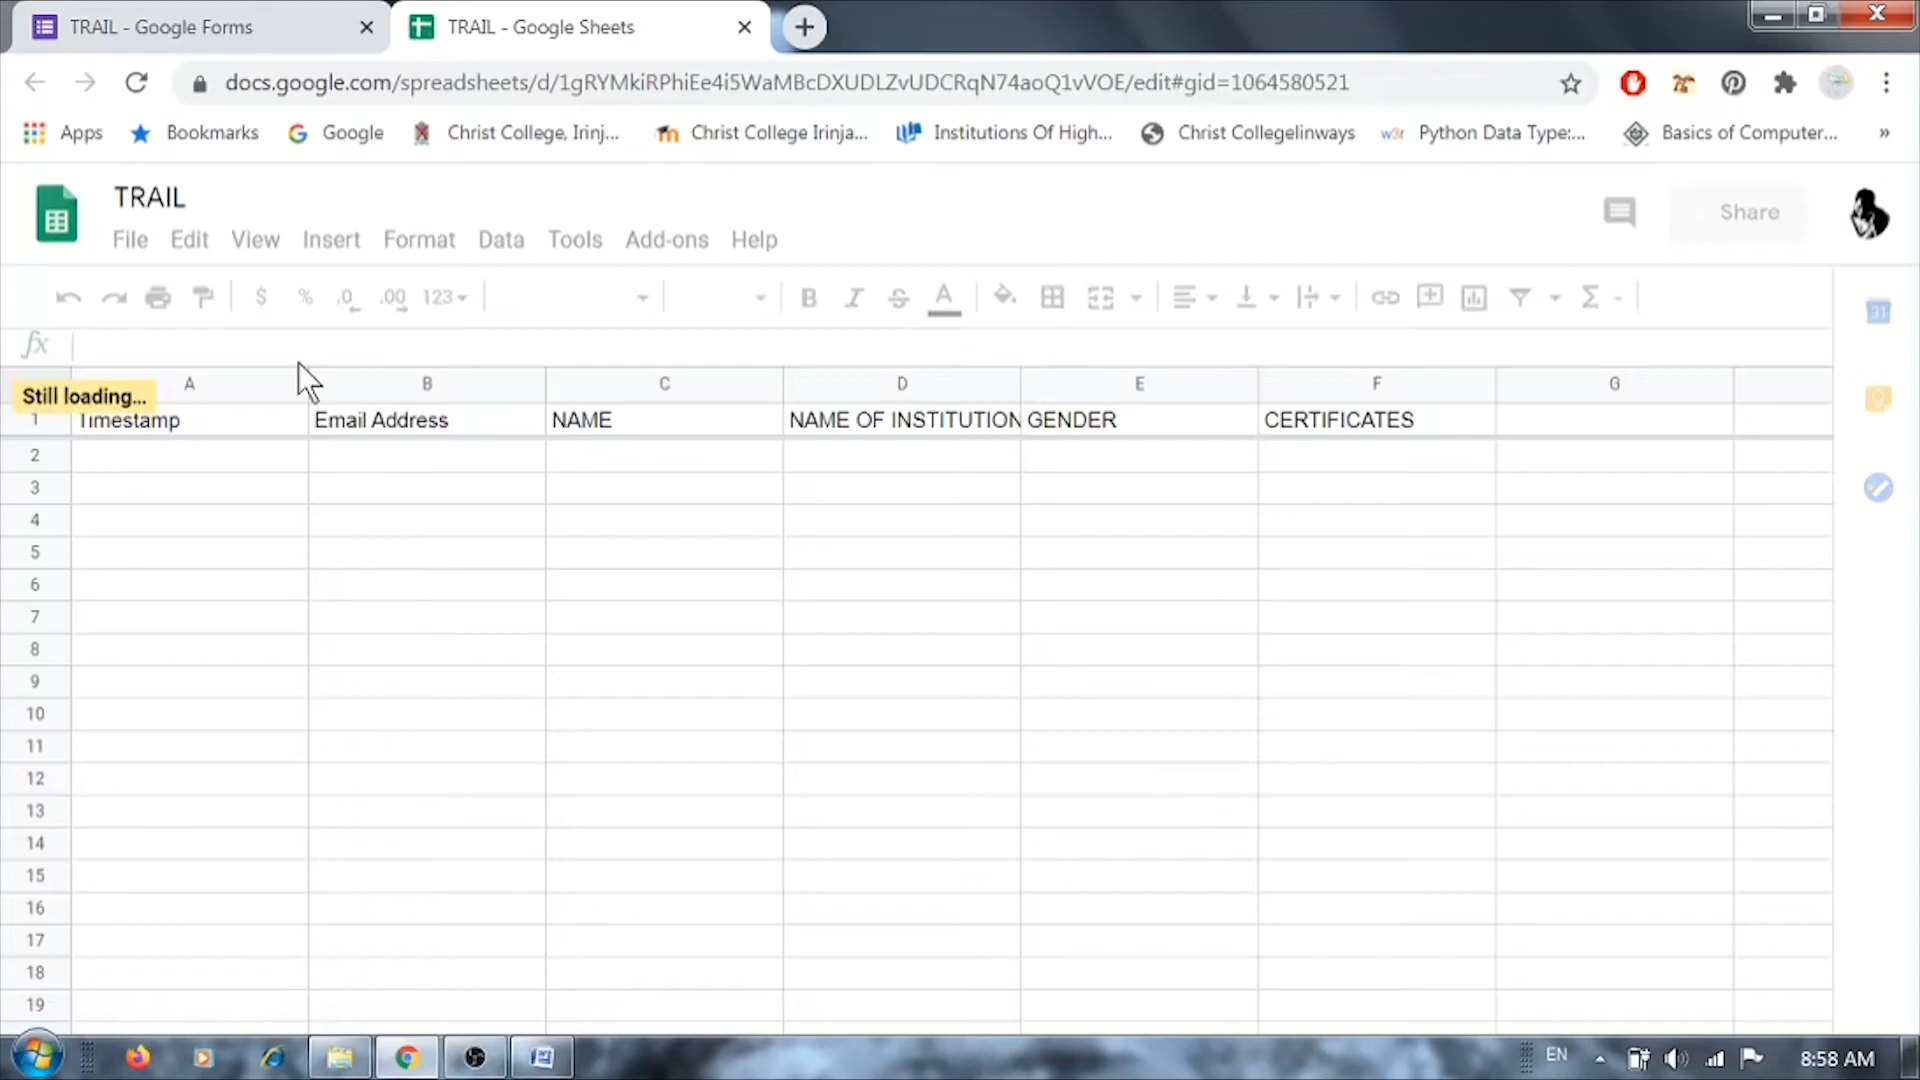 TRAIL - Google Forms
TRAIL - Google Sheets
docs.google.com/spreadsheets/d/1gRYMkiRPhiEe4i5WaMBcDXUDLZvUDCRqN74aoQ1vVOE/edit#gid=1064580521
Apps Bookmarks Google Christ College, Irinj... Christ College Irinja... Institutions Of High... Christ Collegelinways Python Data Type:... Basics of Computer... »
TRAIL
Share
File Edit View Insert Format Data Tools Add-ons Help
$ % .0 .00 123 B I S A Σ
31
fx
A B C D E F G
Still loading...
1 Timestamp Email Address NAME NAME OF INSTITUTION GENDER CERTIFICATES
2
3
4
5
6
7
8
9
10
11
12
13
14
15
16
17
18
19
EN 8:58 AM